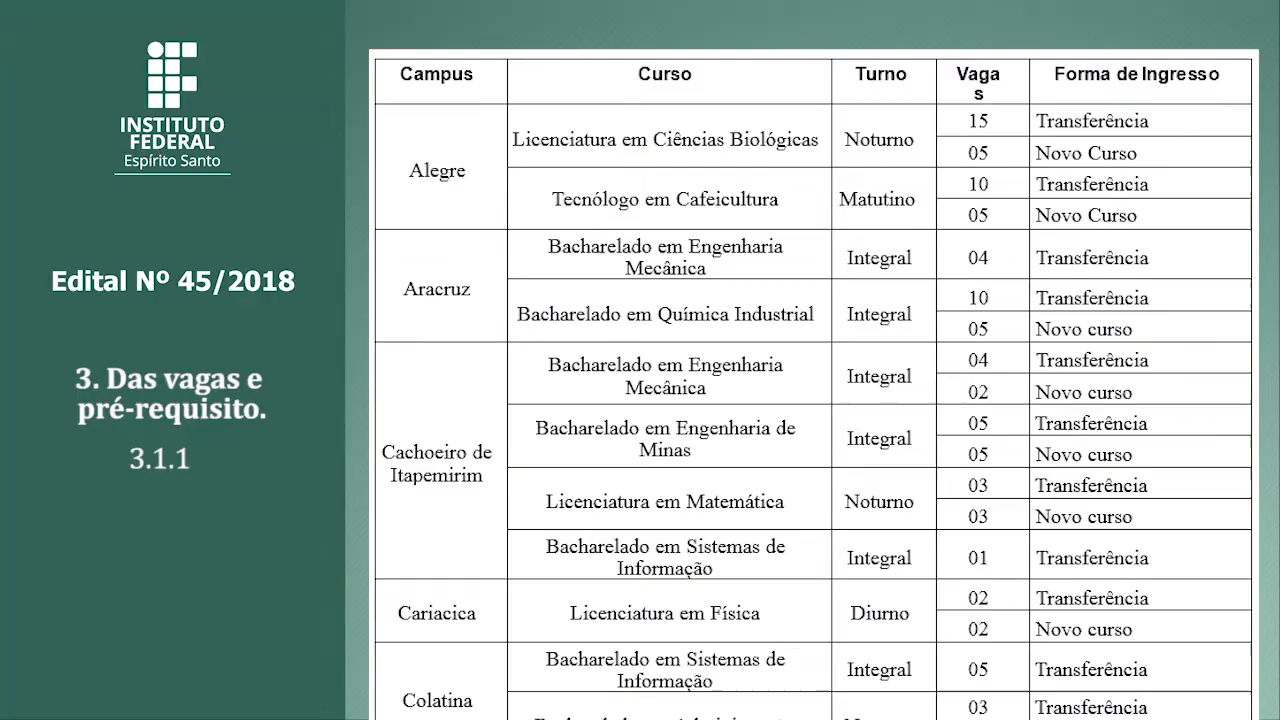 INSTITUTO
FEDERAL
Espírito Santo
Edital Nº 45/2018
3. Das vagas e
pré-requisito.
3.1.1
Campus Curso Turno Vaga Forma de Ingresso
s
Alegre
Licenciatura em Ciências Biológicas Noturno
15 Transferência
05 Novo Curso
Tecnólogo em Cafeicultura Matutino
10 Transferência
05 Novo Curso
Aracruz
Bacharelado em Engenharia
Mecânica
Integral 04 Transferência
Bacharelado em Química Industrial Integral
10 Transferência
05 Novo curso
Cachoeiro de
Itapemirim
Bacharelado em Engenharia
Mecânica
Integral
04 Transferência
02 Novo curso
Bacharelado em Engenharia de
Minas
Integral
05 Transferência
05 Novo curso
Licenciatura em Matemática Noturno
03 Transferência
03 Novo curso
Bacharelado em Sistemas de
Informação
Integral 01 Transferência
Cariacica
Licenciatura em Física Diurno
02 Transferência
02 Novo curso
Colatina
Bacharelado em Sistemas de
Informação
Integral 05 Transferência
03 Transferência